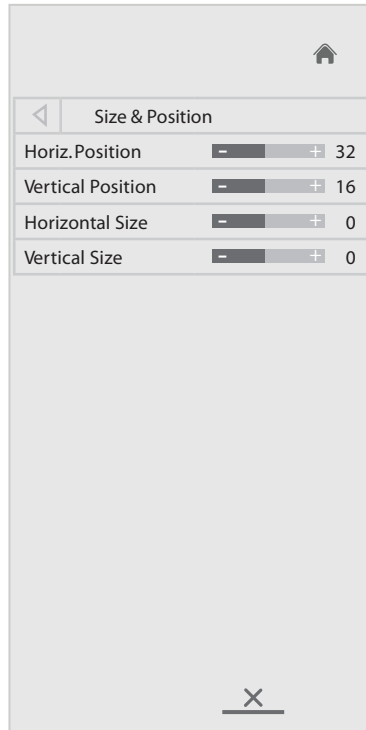 Size & Position
Horiz. Position - + 32
Vertical Position - + 16
Horizontal Size - + 0
Vertical Size - + 0